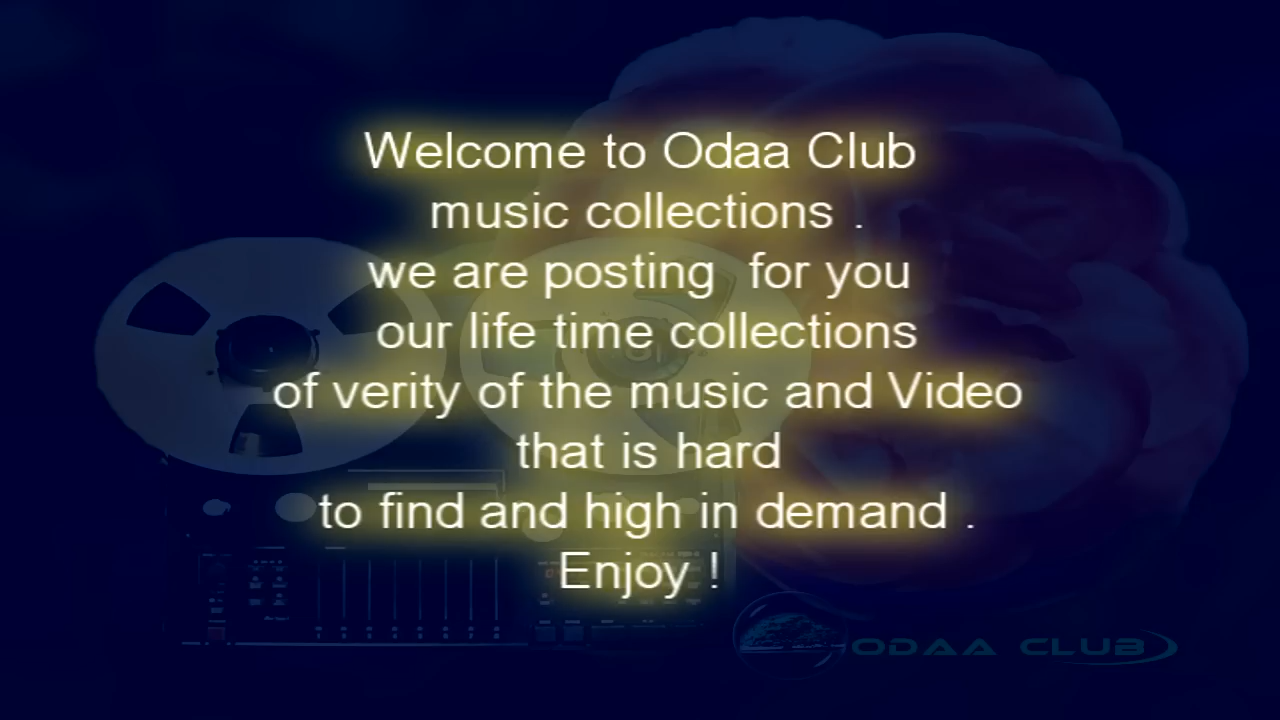 Welcome to Odaa Club
music collections .
we are posting  for you
our life time collections
of verity of the music and Video
that is hard
to find and high in demand .
Enjoy !
ODAA CLUB